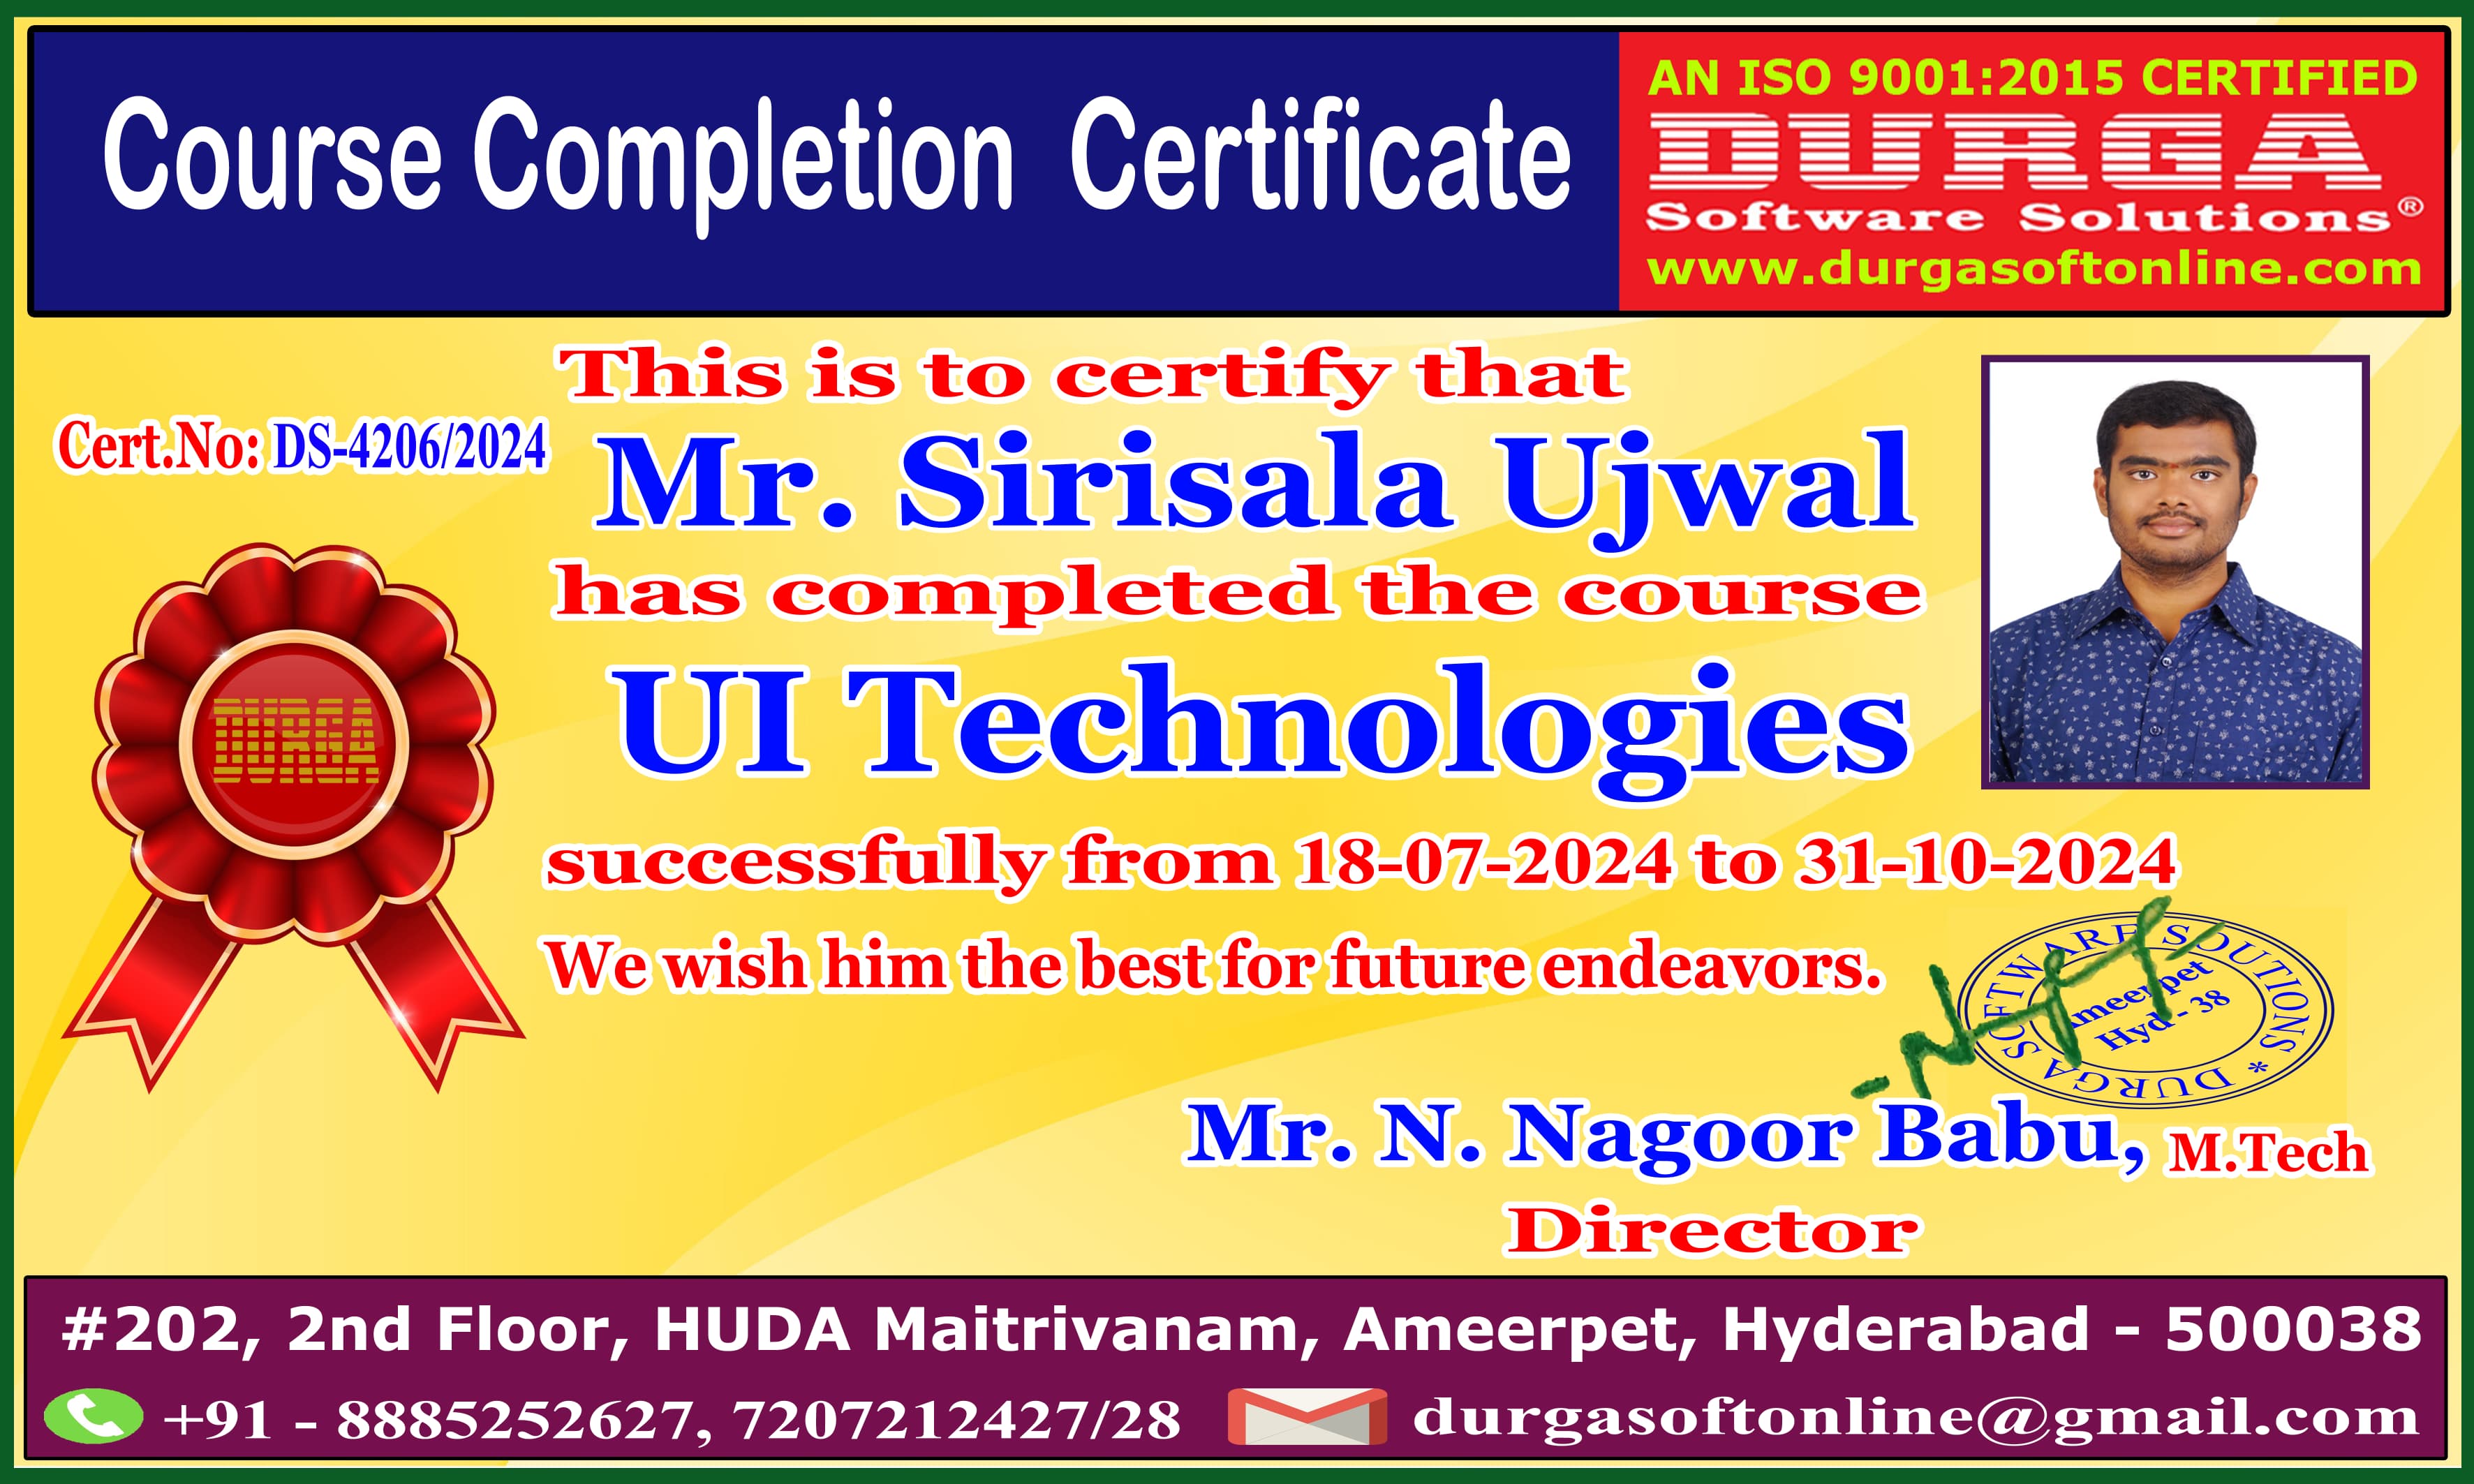 Course Completion Certificate
AN ISO 9001:2015 CERTIFIED
DURGA
Software Solutions®
www.durgasoftonline.com
This is to certify that
Cert.No: DS-4206/2024
Mr. Sirisala Ujwal
has completed the course
UI Technologies
DURGA
successfully from 18-07-2024 to 31-10-2024
We wish him the best for future endeavors.
DURGA SOFTWARE SOUTIONS *
Ameerpet
Hyd - 38
Mr. N. Nagoor Babu, M.Tech
Director
#202, 2nd Floor, HUDA Maitrivanam, Ameerpet, Hyderabad - 500038
+91 - 8885252627, 7207212427/28
durgasoftonline@gmail.com